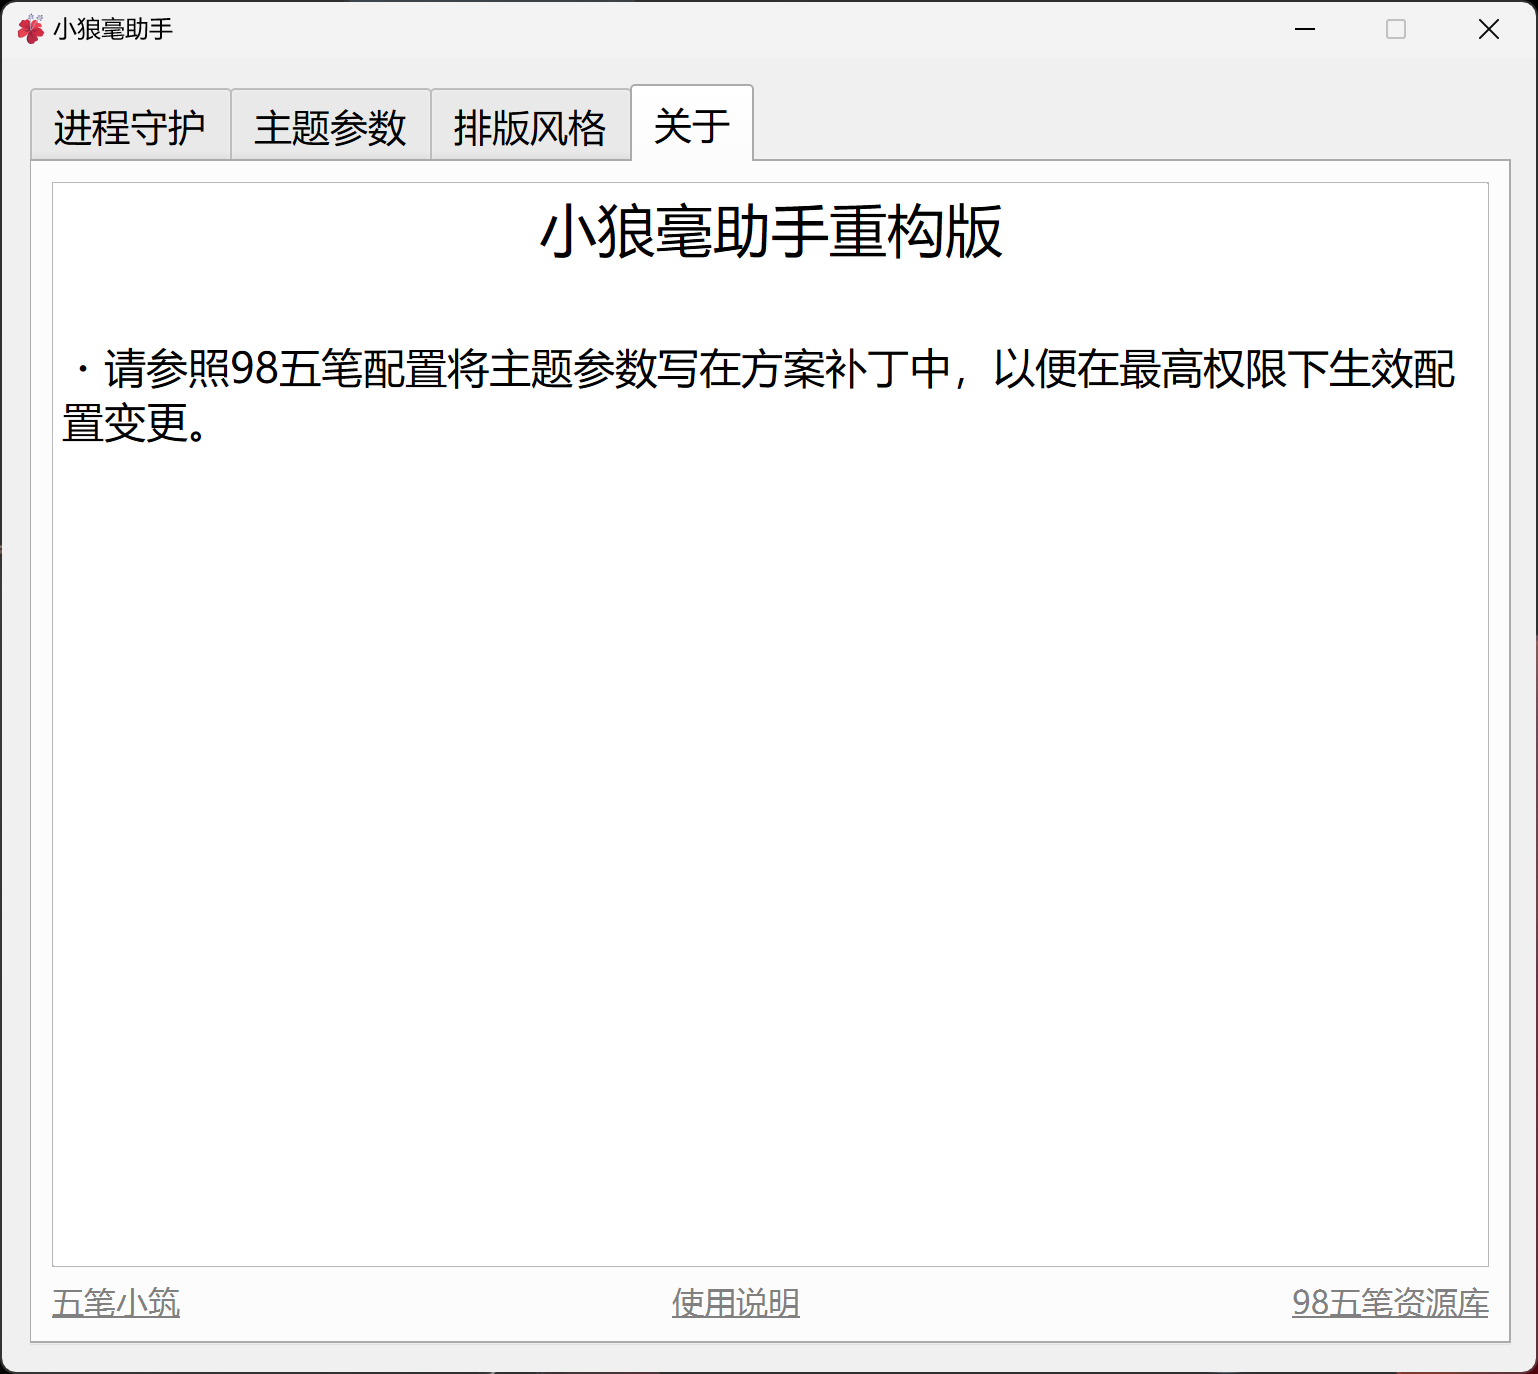 小狼毫助手
进程守护
主题参数
排版风格
关于
小狼毫助手重构版
· 请参照98五笔配置将主题参数写在方案补丁中，以便在最高权限下生效配
置变更。
五笔小筑
使用说明
98五笔资源库